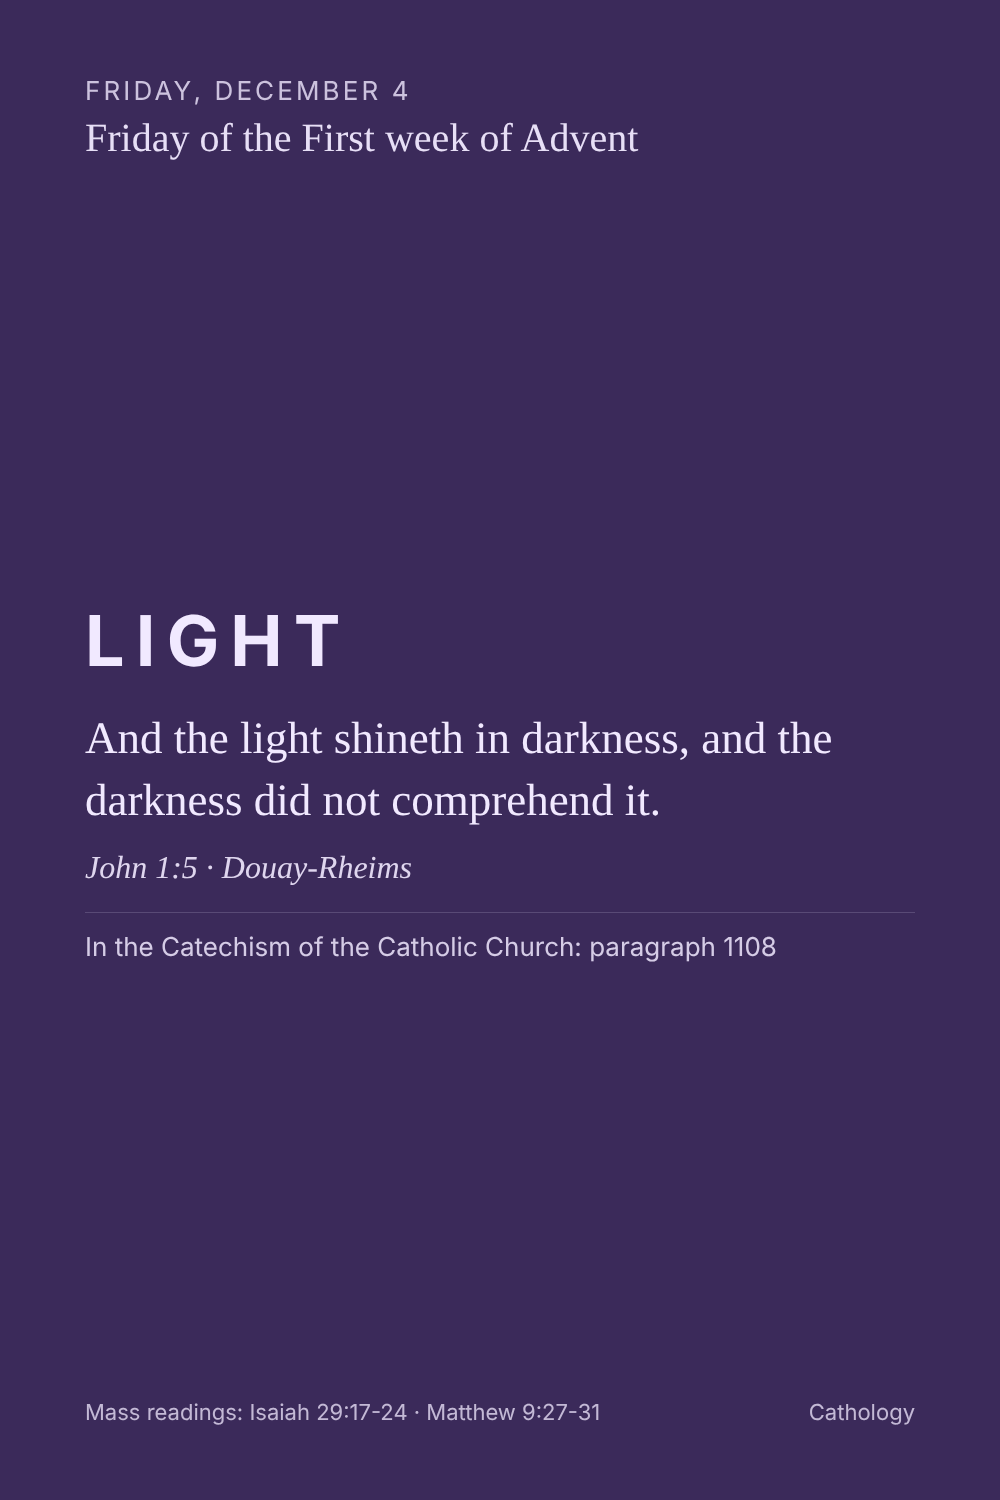 FRIDAY, DECEMBER 4
Friday of the First week of Advent
LIGHT
And the light shineth in darkness, and the
darkness did not comprehend it.
John 1:5 · Douay-Rheims
In the Catechism of the Catholic Church: paragraph 1108
Mass readings: Isaiah 29:17-24 · Matthew 9:27-31
Cathology